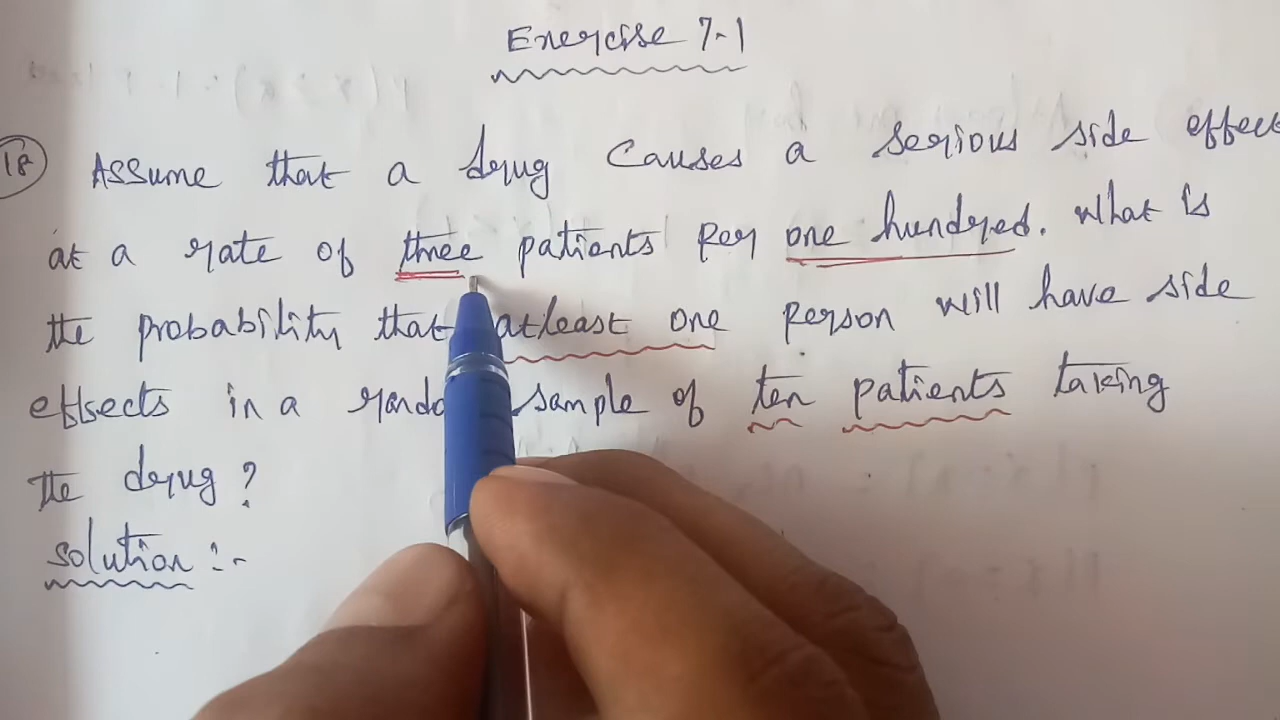 Exercise 7.1
18 Assume that a drug causes a serious side effect
at a rate of three patients per one hundred. What is
the probability that atleast one person will have side
effsects in a sample of ten patients taking
the drug?
solution :-